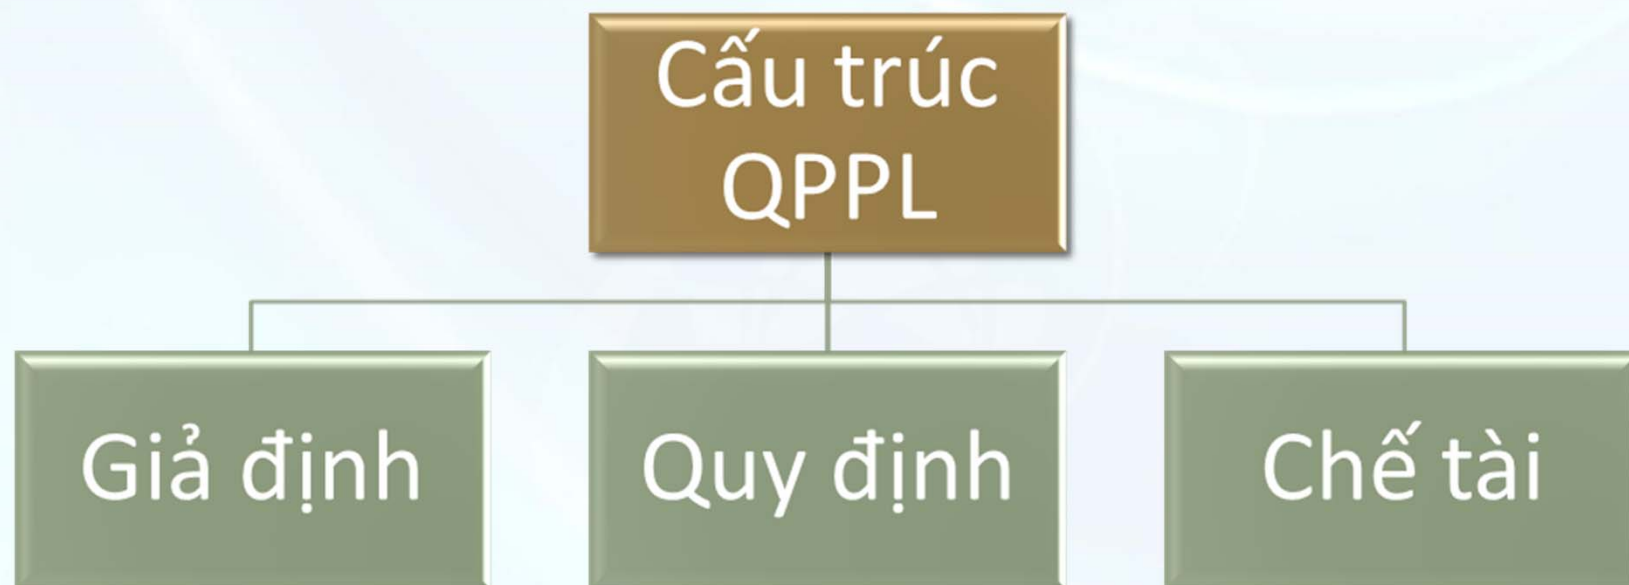 Cấu trúc
QPPL
Giả định
Quy định
Chế tài